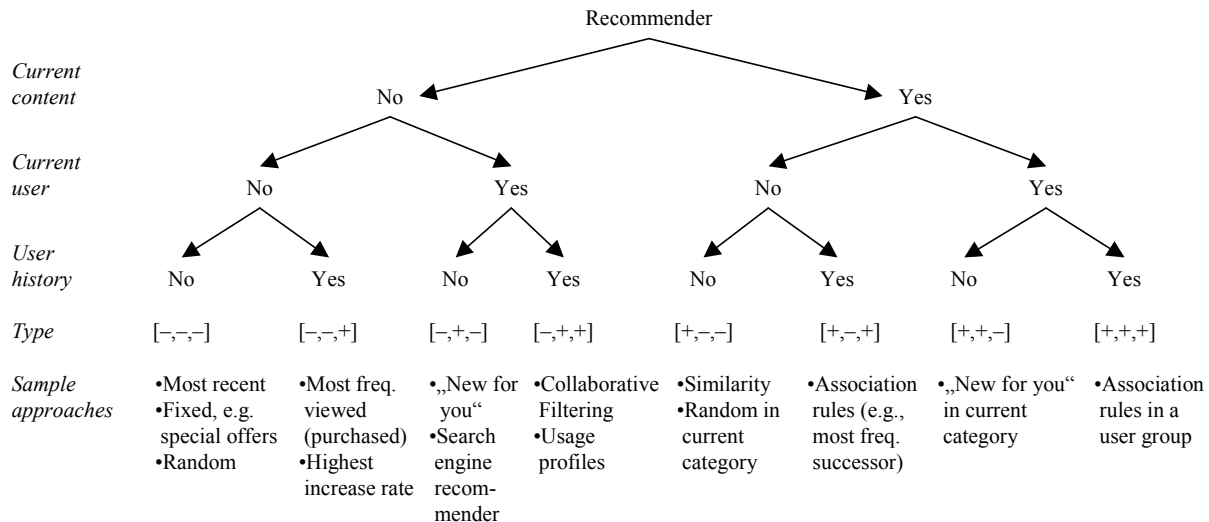 Recommender
Current
content
No Yes
Current
user
No Yes No Yes
User
history
No Yes No Yes No Yes No Yes
Type [–,–,–] [–,–,+] [–,+,–] [–,+,+] [+,–,–] [+,–,+] [+,+,–] [+,+,+]
Sample
approaches
•Most recent
•Fixed, e.g.
special offers
•Random
•Most freq.
viewed
(purchased)
•Highest
increase rate
•„New for
you“
•Search
engine
recom-
mender
•Collaborative
Filtering
•Usage
profiles
•Similarity
•Random in
current
category
•Association
rules (e.g.,
most freq.
successor)
•„New for you“
in current
category
•Association
rules in a
user group